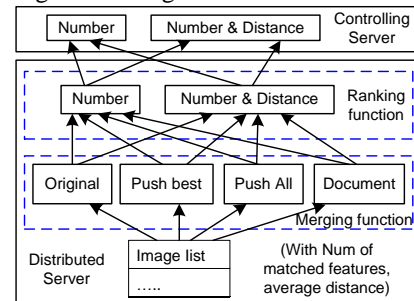 Number
Number & Distance
Controlling
Server
Number
Number & Distance
Ranking
function
Original
Push best
Push All
Document
Merging function
Distributed
Server
Image list
.....
(With Num of
matched features,
average distance)